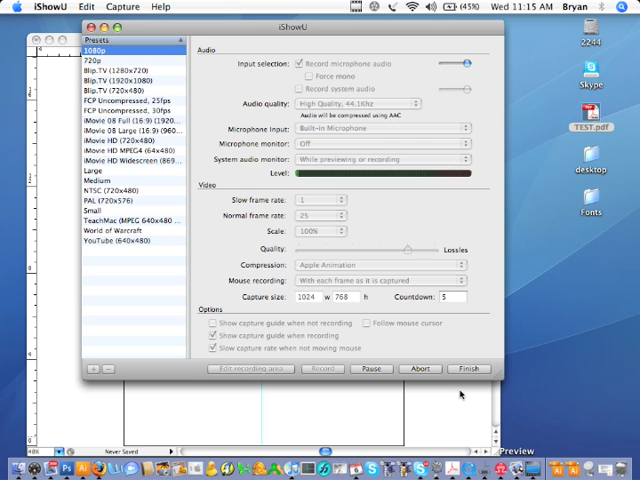 iShowU Edit Capture Help (2:55) Wed 11:15 AM Bryan
iShowU
Presets
1080p
720p
Blip.TV (1280x720)
Blip.TV (1920x1080)
Blip.TV (720x480)
FCP Uncompressed, 25fps
FCP Uncompressed, 30fps
iMovie 08 Full (16:9) (1920...
iMovie 08 Large (16:9) (960...
iMovie HD (720x480)
iMovie HD MPEG4 (640x480)
iMovie HD Widescreen (869...
Large
Medium
NTSC (720x480)
PAL (720x576)
Small
TeachMac (MPEG 640x480 ...
World of Warcraft
YouTube (640x480)
Audio
Input selection: Record microphone audio
Force mono
Record system audio
Audio quality: High Quality, 44.1Khz
Audio will be compressed using AAC
Microphone Input: Built-in Microphone
Microphone monitor: Off
System audio monitor: While previewing or recording
Level:
Video
Slow frame rate: 1
Normal frame rate: 25
Scale: 100%
Quality: Lossles
Compression: Apple Animation
Mouse recording: With each frame as it is captured
Capture size: 1024 w 768 h Countdown: 5
Options
Show capture guide when not recording Follow mouse cursor
Show capture guide when recording
Slow capture rate when not moving mouse
Edit recording area Record Pause Abort Finish
2244
Skype
TEST.pdf
desktop
Fonts
Never Saved
Preview